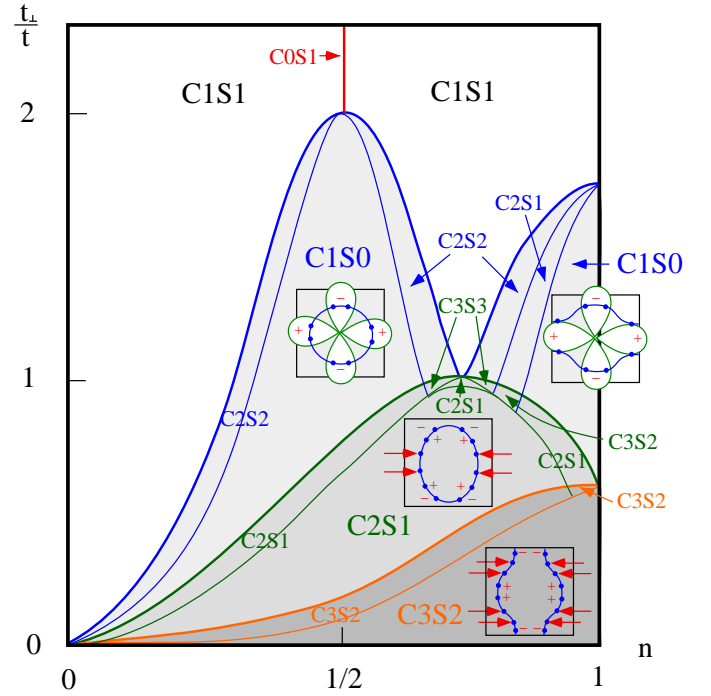 t⊥
t
C0S1
C1S1 C1S1
2
C2S1
C2S2
C1S0 C1S0
− −
+ + + +
− −
C3S3
1
C2S1
C2S2
C3S2
− −
+ +
+ +
− −
C2S1
C2S1
C2S1
C3S2
− −
+ +
+ +
− −
C3S2
C3S2
0
n
0 1/2 1